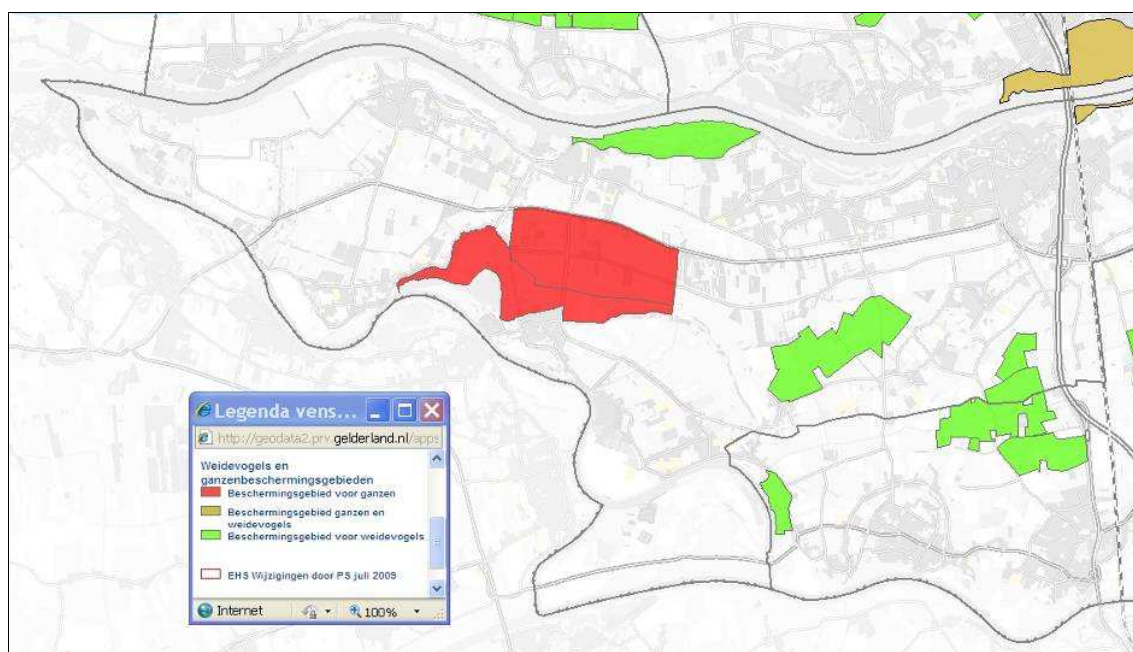 Legenda vens...
http://geodata2.prv.gelderland.nl/apps
Weidevogels en
ganzenbeschermingsgebieden
Beschermingsgebied voor ganzen
Beschermingsgebied ganzen en
weidevogels
Beschermingsgebied voor weidevogels
EHS Wijzigingen door PS juli 2009
Internet
100%